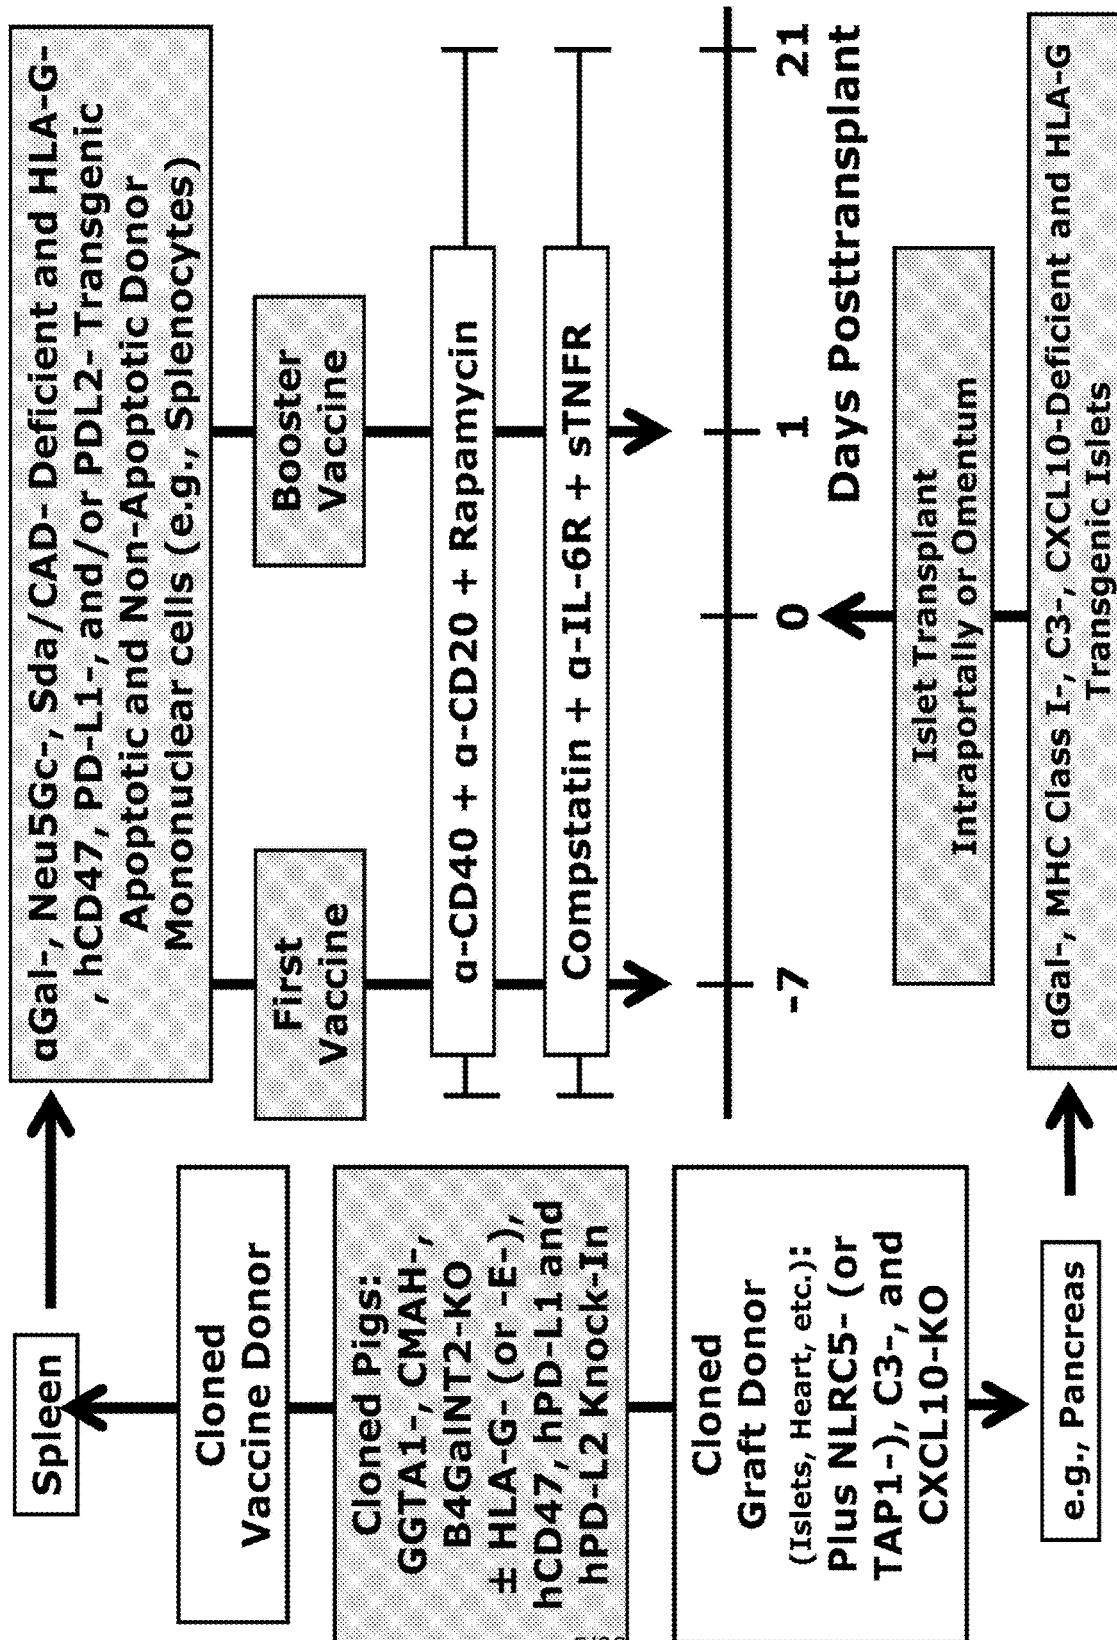 Spleen
Cloned
Vaccine Donor
Cloned Pigs:
GGTA1-, CMAH-,
B4GalNT2-KO
± HLA-G- (or -E-),
hCD47, hPD-L1 and
hPD-L2 Knock-In
Cloned
Graft Donor
(Islets, Heart, etc.):
Plus NLRC5- (or
TAP1-), C3-, and
CXCL10-KO
e.g., Pancreas
αGal-, Neu5Gc-, Sda/CAD- Deficient and HLA-G-
, hCD47, PD-L1-, and/or PDL2- Transgenic
Apoptotic and Non-Apoptotic Donor
Mononuclear cells (e.g., Splenocytes)
First
Vaccine
Booster
Vaccine
α-CD40 + α-CD20 + Rapamycin
Compstatin + α-IL-6R + sTNFR
-7 0 1 21
Days Posttransplant
Islet Transplant
Intraportally or Omentum
αGal-, MHC Class I-, C3-, CXCL10-Deficient and HLA-G
Transgenic Islets